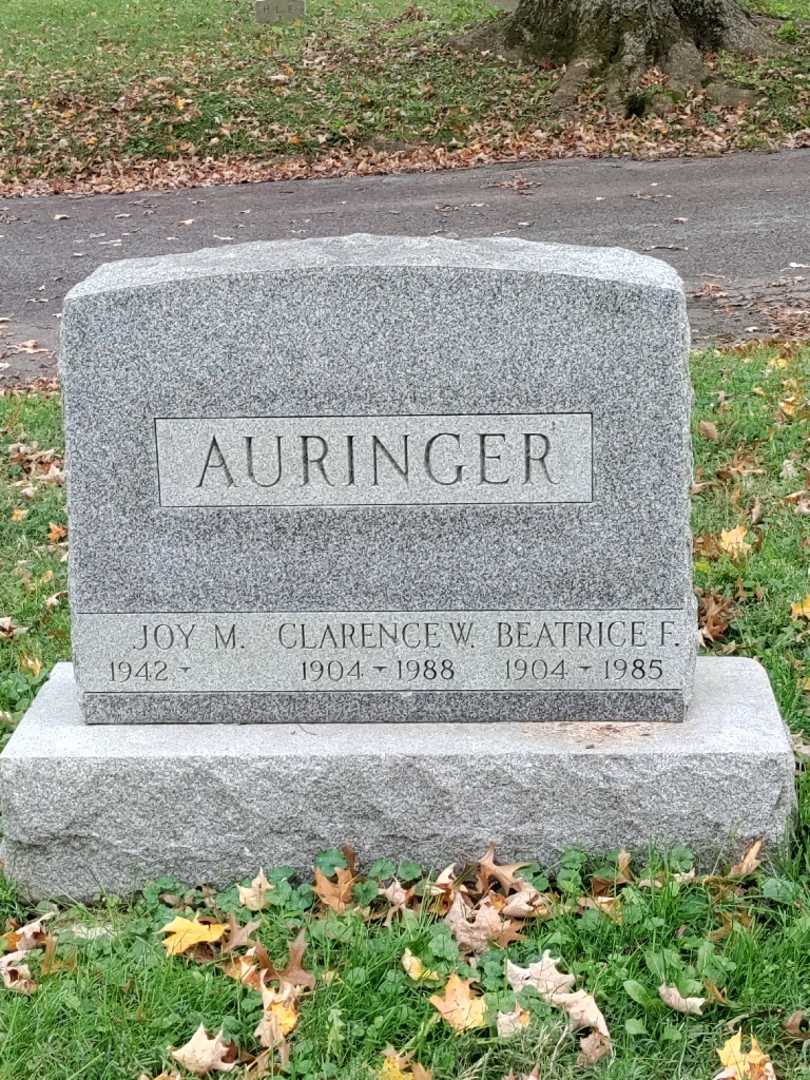 AURINGER
JOY M. CLARENCE W. BEATRICE F.
1942 - 1904 - 1988 1904 - 1985